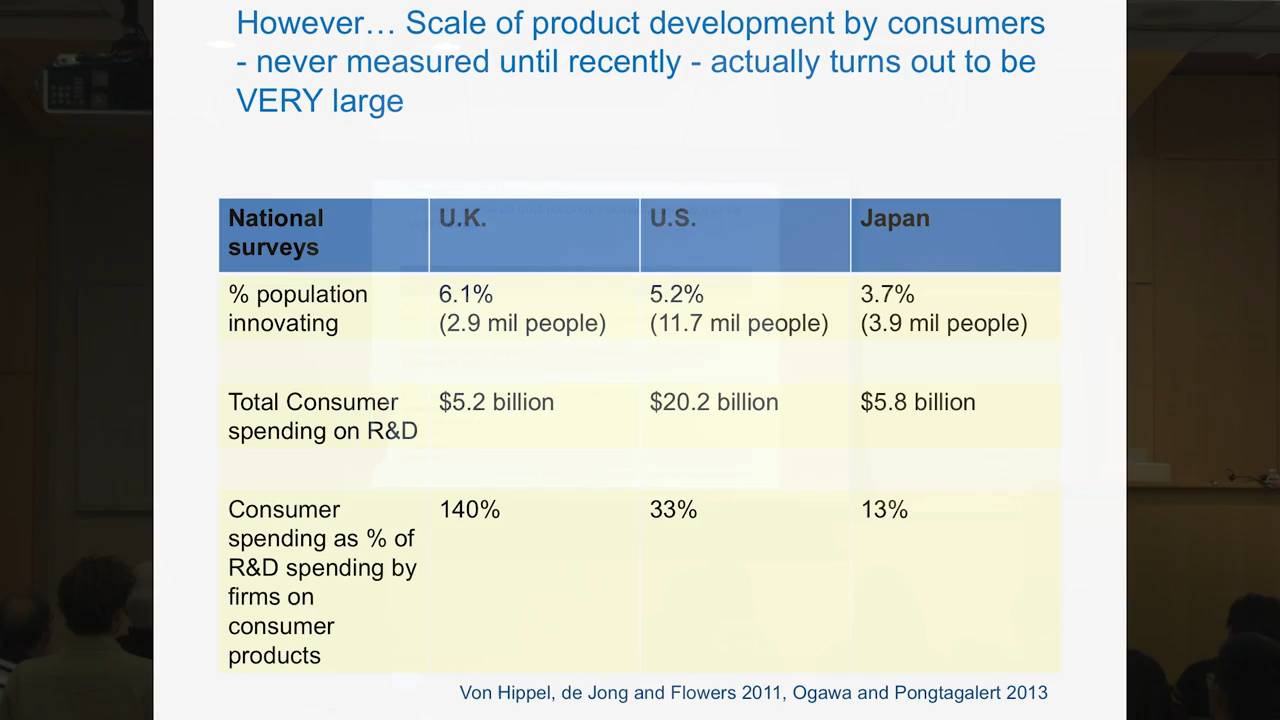 However… Scale of product development by consumers
- never measured until recently - actually turns out to be
VERY large
National
surveys
U.K.
U.S.
Japan
% population
innovating
6.1%
(2.9 mil people)
5.2%
(11.7 mil people)
3.7%
(3.9 mil people)
Total Consumer
spending on R&D
$5.2 billion
$20.2 billion
$5.8 billion
Consumer
spending as % of
R&D spending by
firms on
consumer
products
140%
33%
13%
Von Hippel, de Jong and Flowers 2011, Ogawa and Pongtagalert 2013